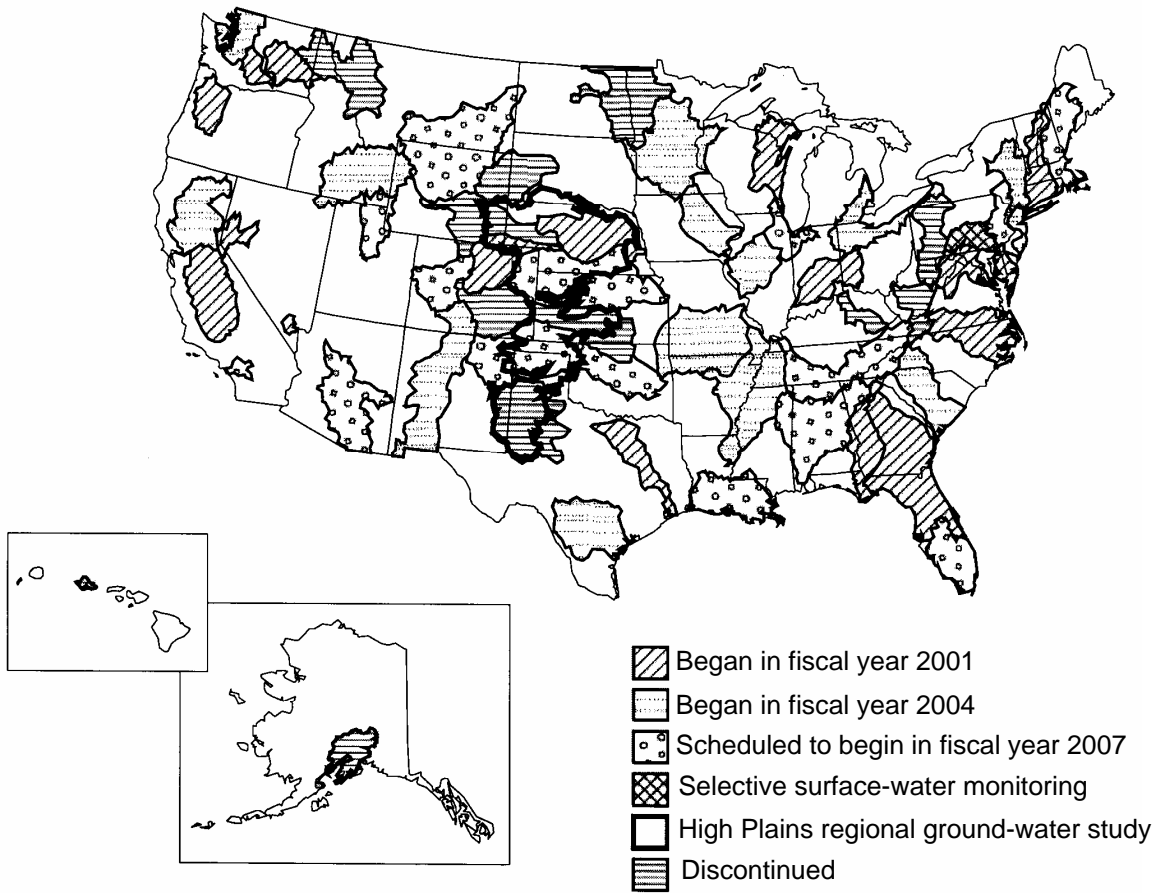 Began in fiscal year 2001
Began in fiscal year 2004
Scheduled to begin in fiscal year 2007
Selective surface-water monitoring
High Plains regional ground-water study
Discontinued